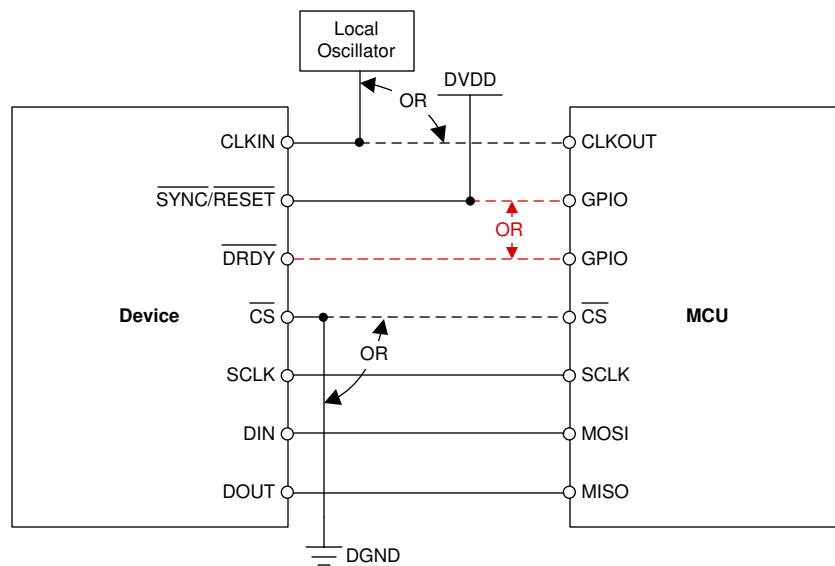 Local
Oscillator
DVDD
OR
CLKIN
CLKOUT
SYNC/RESET
GPIO
OR
DRDY
GPIO
Device
CS
CS
MCU
OR
SCLK
SCLK
DIN
MOSI
DOUT
MISO
DGND